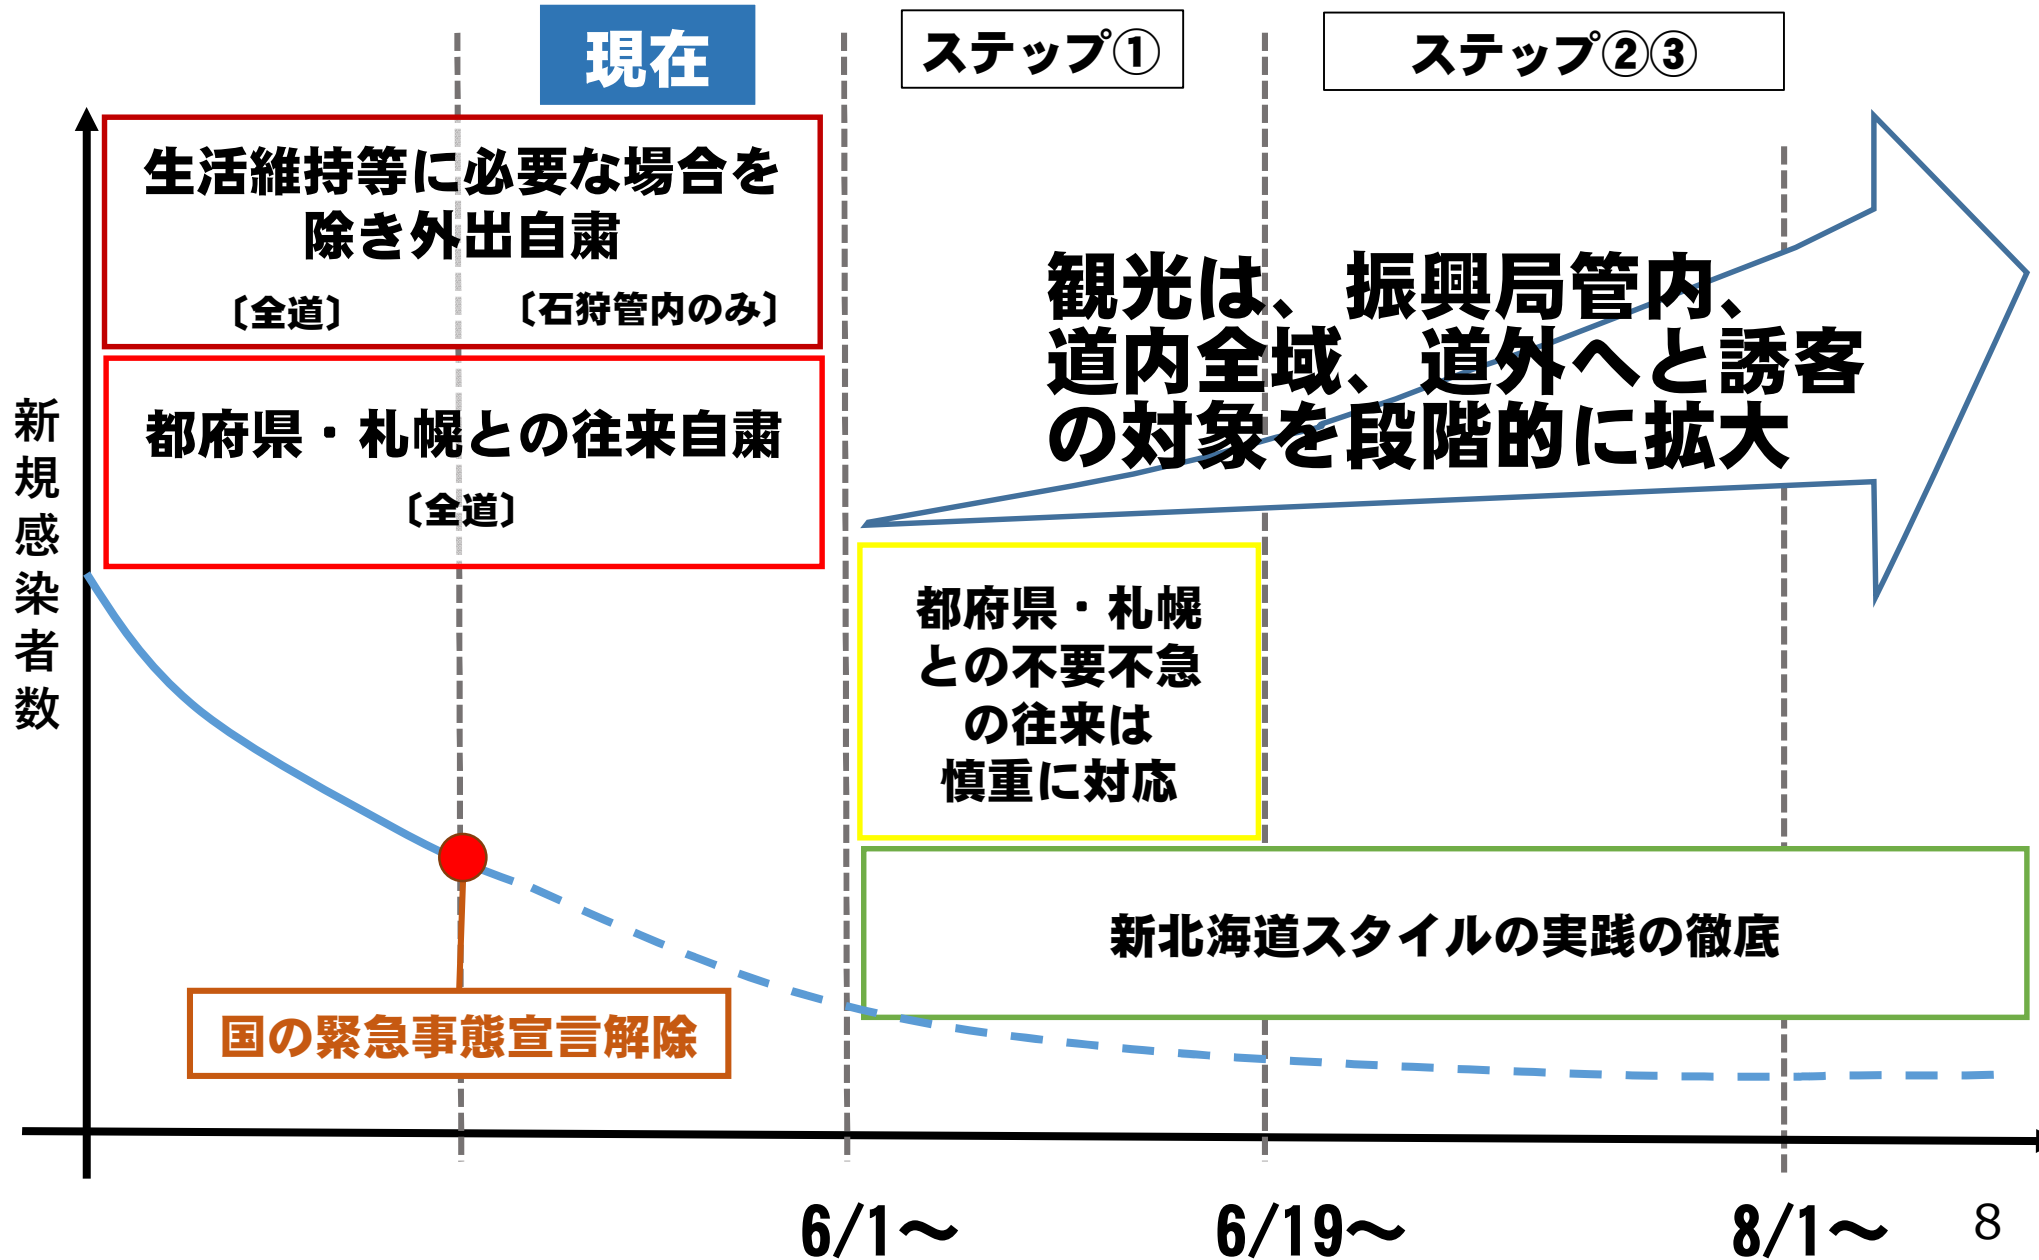 現在
ステップ①
ステップ②③
生活維持等に必要な場合を
除き外出自粛
〔全道〕
〔石狩管内のみ〕
都府県・札幌との往来自粛
〔全道〕
観光は、振興局管内、
道内全域、道外へと誘客
の対象を段階的に拡大
新規感染者数
都府県・札幌
との不要不急
の往来は
慎重に対応
新北海道スタイルの実践の徹底
国の緊急事態宣言解除
6/1～
6/19～
8/1～
8